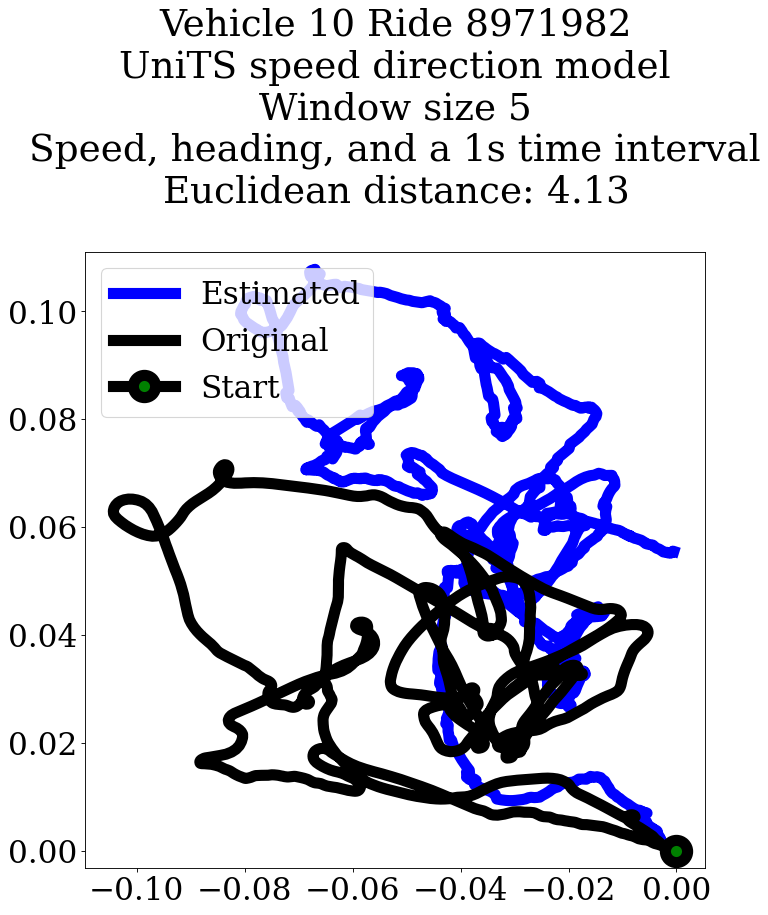 Vehicle 10 Ride 8971982
UniTS speed direction model
Window size 5
Speed, heading, and a 1s time interval
Euclidean distance: 4.13
Estimated
Original
Start
0.10
0.08
0.06
0.04
0.02
0.00
−0.10 −0.08 −0.06 −0.04 −0.02 0.00